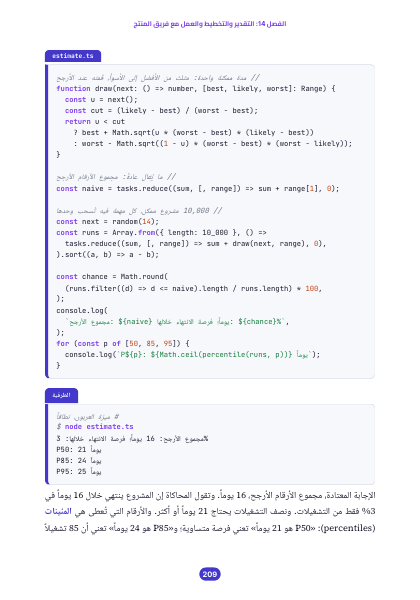 الفصل 14: التقدير والتخطيط والعمل مع فريق المنتج
estimate.ts
// مدة ممكنة واحدة: مثلث من الأفضل إلى الأسوأ، قمته عند الأرجح
function draw(next: () => number, [best, likely, worst]: Range) {
const u = next();
const cut = (likely - best) / (worst - best);
return u < cut
? best + Math.sqrt(u * (worst - best) * (likely - best))
: worst - Math.sqrt((1 - u) * (worst - best) * (worst - likely));
}
// ما يُقال عادةً: مجموع الأرقام الأرجح
const naive = tasks.reduce((sum, [, range]) => sum + range[1], 0);
// 10,000 مشروع ممكن، كل مهمة فيه تُسحب وحدها
const next = random(14);
const runs = Array.from({ length: 10_000 }, () =>
tasks.reduce((sum, [, range]) => sum + draw(next, range), 0),
).sort((a, b) => a - b);
const chance = Math.round(
(runs.filter((d) => d <= naive).length / runs.length) * 100,
);
console.log(
`مجموع الأرجح: ${naive} يوماً؛ فرصة الانتهاء خلالها: ${chance}%`,
);
for (const p of [50, 85, 95]) {
console.log(`P${p}: ${Math.ceil(percentile(runs, p))} يوماً`);
}
الطرفية
# ميزة العربون، نطاقاً
$ node estimate.ts
مجموع الأرجح: 16 يوماً؛ فرصة الانتهاء خلالها: 3%
P50: 21 يوماً
P85: 24 يوماً
P95: 25 يوماً
الإجابة المعتادة، مجموع الأرقام الأرجح، 16 يوماً. وتقول المحاكاة إن المشروع ينتهي خلال 16 يوماً في
3% فقط من التشغيلات. ونصف التشغيلات يحتاج 21 يوماً أو أكثر. والأرقام التي تُعطى هي المئينات
(percentiles): «P50 هو 21 يوماً» تعني فرصة متساوية؛ و«P85 هو 24 يوماً» تعني أن 85 تشغيلاً
209